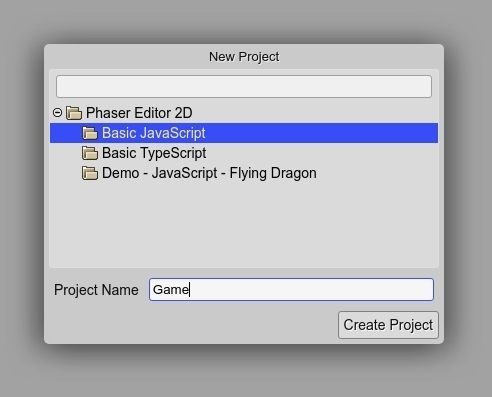 New Project
Phaser Editor 2D
Basic JavaScript
Basic TypeScript
Demo - JavaScript - Flying Dragon
Project Name Game
Create Project